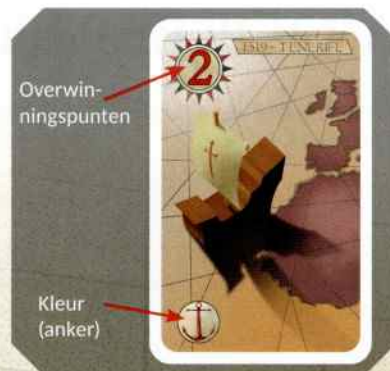 2
1519 - TENERIFE
Overwin-
ningspunten
Kleur
(anker)